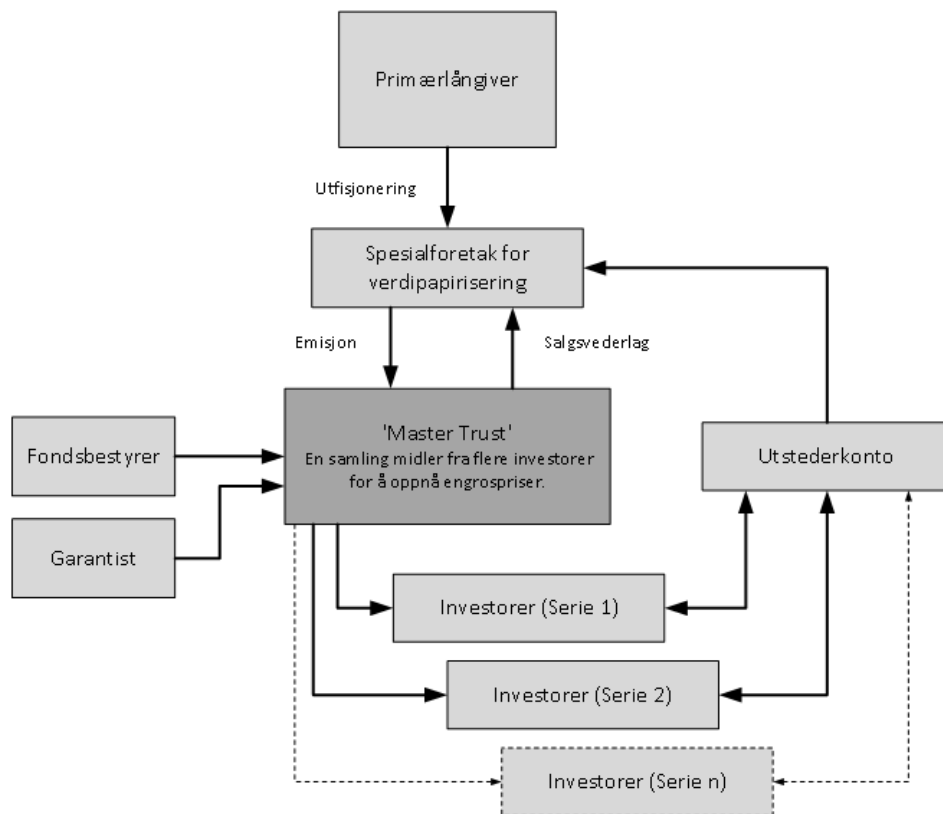 Primærlångiver
Utfisjonering
Spesialforetak for
verdipapirisering
Emisjon
Salgsvederlag
'Master Trust'
En samling midler fra flere investorer
for å oppnå engrospriser.
Fondsbestyrer
Utstederkonto
Garantist
Investorer (Serie 1)
Investorer (Serie 2)
Investorer (Serie n)